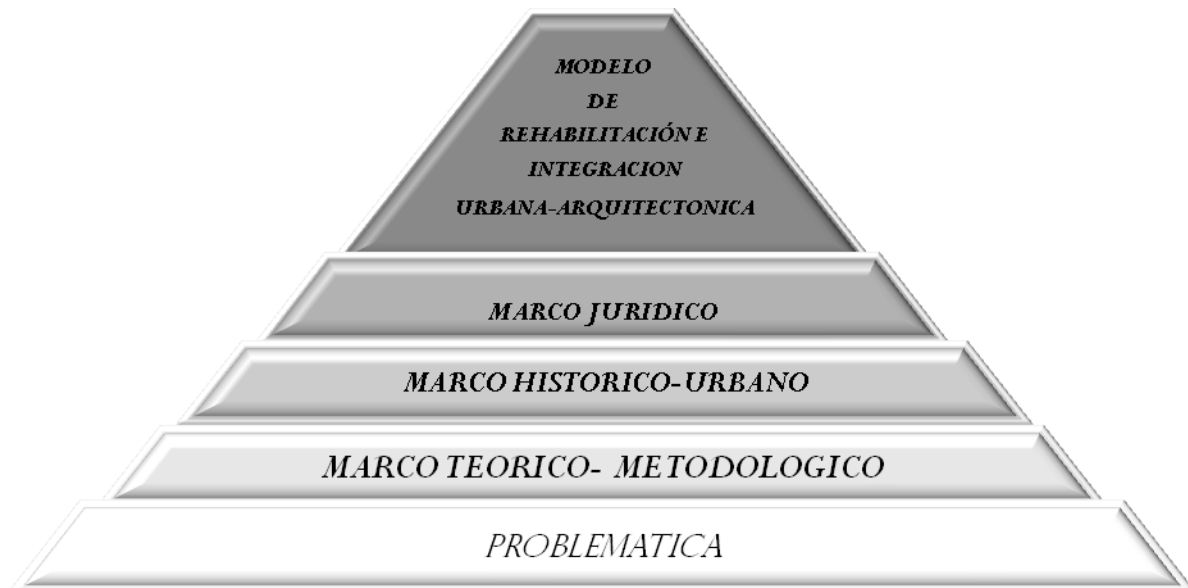 MODELO
DE
REHABILITACIÓN E
INTEGRACION
URBANA-ARQUITECTONICA
MARCO JURIDICO
MARCO HISTORICO-URBANO
MARCO TEORICO- METODOLOGICO
PROBLEMATICA